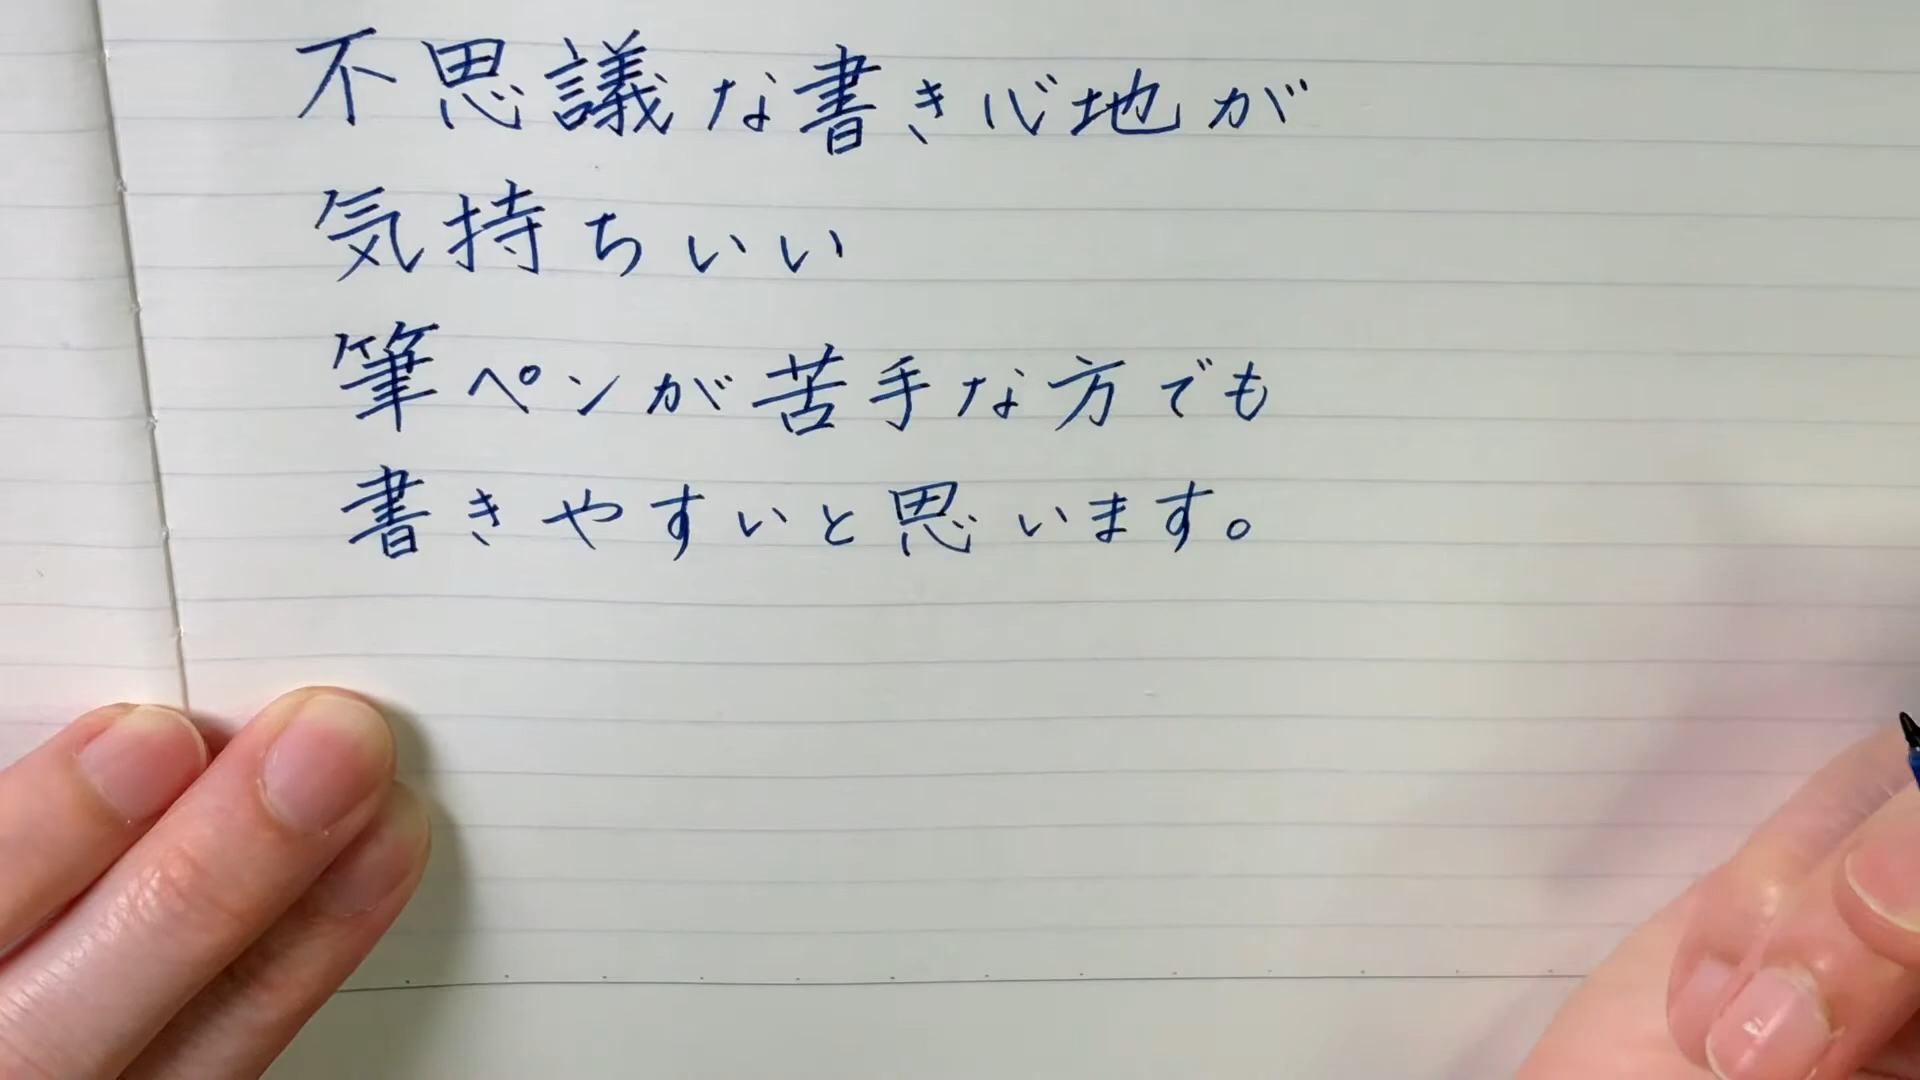 不思議な書き心地が
気持ちいい
筆ペンが苦手な方でも
書きやすいと思います。